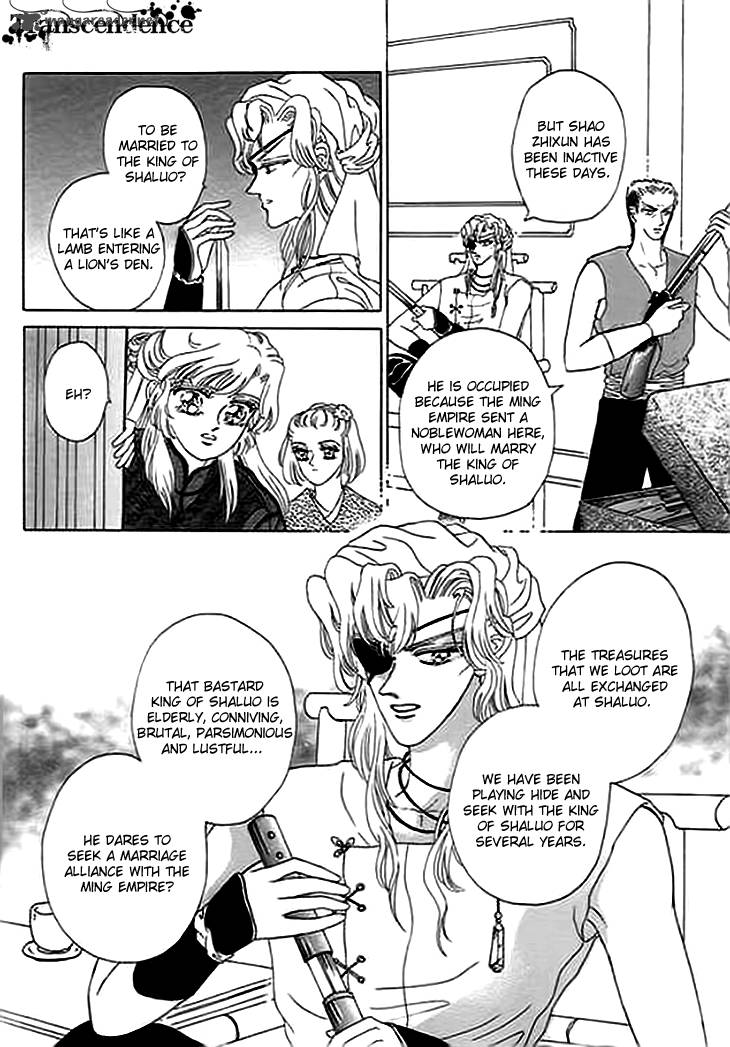 Transcendence
mangareader.net
BUT SHAO
ZHIXUN HAS
BEEN INACTIVE
THESE DAYS.
HE IS OCCUPIED
BECAUSE THE MING
EMPIRE SENT A
NOBLEWOMAN HERE,
WHO WILL MARRY
THE KING OF
SHALUO.
TO BE
MARRIED TO
THE KING OF
SHALUO?
THAT'S LIKE A
LAMB ENTERING
A LION'S DEN.
EH?
THE TREASURES
THAT WE LOOT ARE
ALL EXCHANGED
AT SHALUO.
WE HAVE BEEN
PLAYING HIDE AND
SEEK WITH THE KING
OF SHALUO FOR
SEVERAL YEARS.
THAT BASTARD
KING OF SHALUO IS
ELDERLY, CONNIVING,
BRUTAL, PARSIMONIOUS
AND LUSTFUL...
HE DARES TO
SEEK A MARRIAGE
ALLIANCE WITH THE
MING EMPIRE?